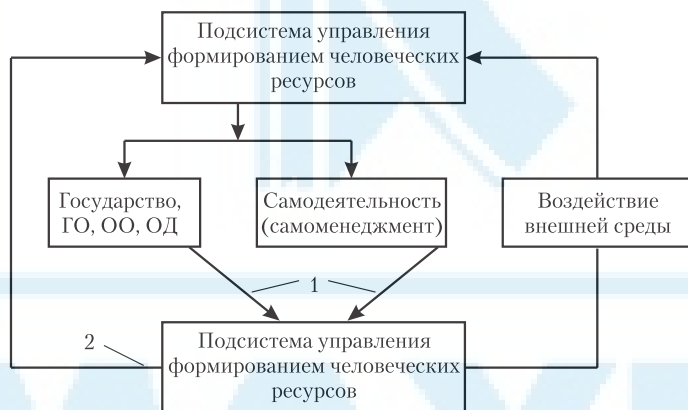 Подсистема управления
формированием человеческих
ресурсов
Государство,
ГО, ОО, ОД
Самодеятельность
(самоменеджмент)
Воздействие
внешней среды
1
2
Подсистема управления
формированием человеческих
ресурсов